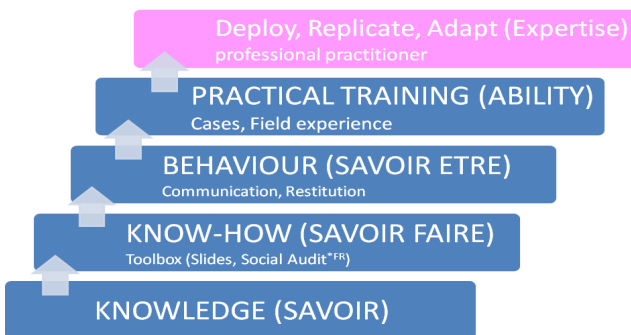 Deploy, Replicate, Adapt (Expertise)
professional practitioner
PRACTICAL TRAINING (ABILITY)
Cases, Field experience
BEHAVIOUR (SAVOIR ETRE)
Communication, Restitution
KNOW-HOW (SAVOIR FAIRE)
Toolbox (Slides, Social Audit*FR)
KNOWLEDGE (SAVOIR)